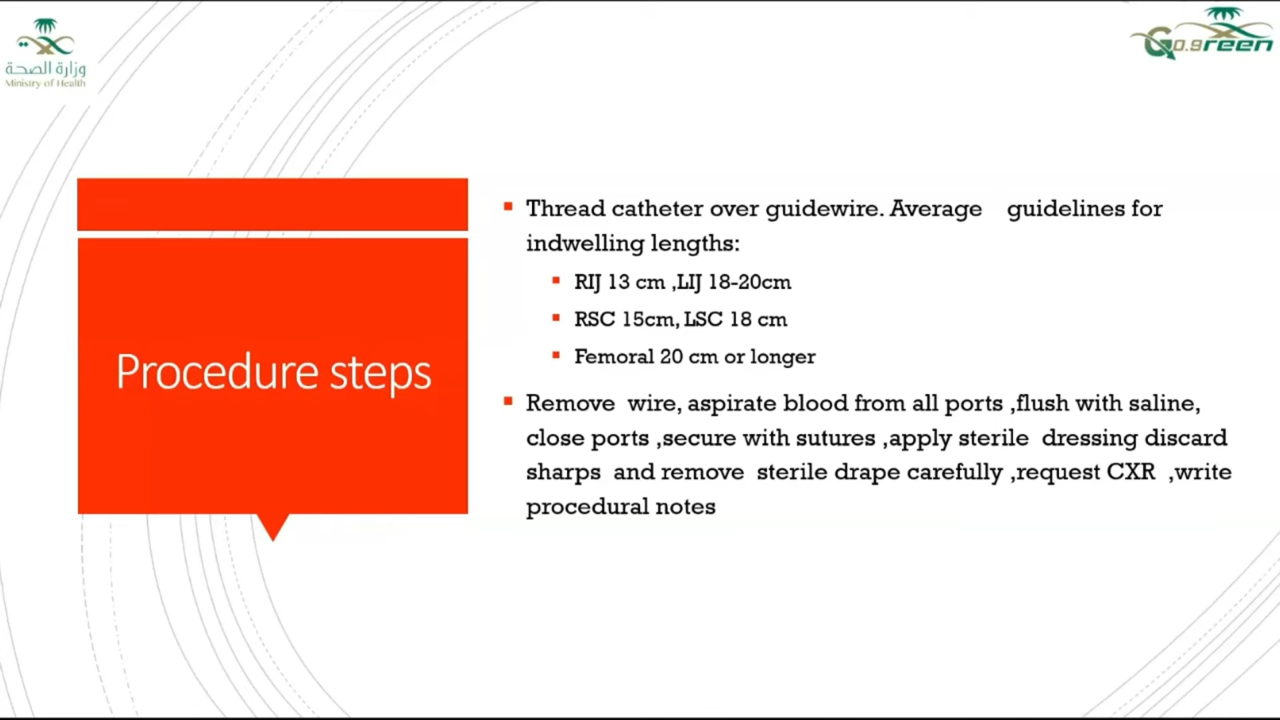 وزارة الصحة
Ministry of Health
Go.green
Procedure steps
Thread catheter over guidewire. Average guidelines for
indwelling lengths:
RIJ 13 cm ,LIJ 18-20cm
RSC 15cm, LSC 18 cm
Femoral 20 cm or longer
Remove wire, aspirate blood from all ports ,flush with saline,
close ports ,secure with sutures ,apply sterile dressing discard
sharps and remove sterile drape carefully ,request CXR ,write
procedural notes